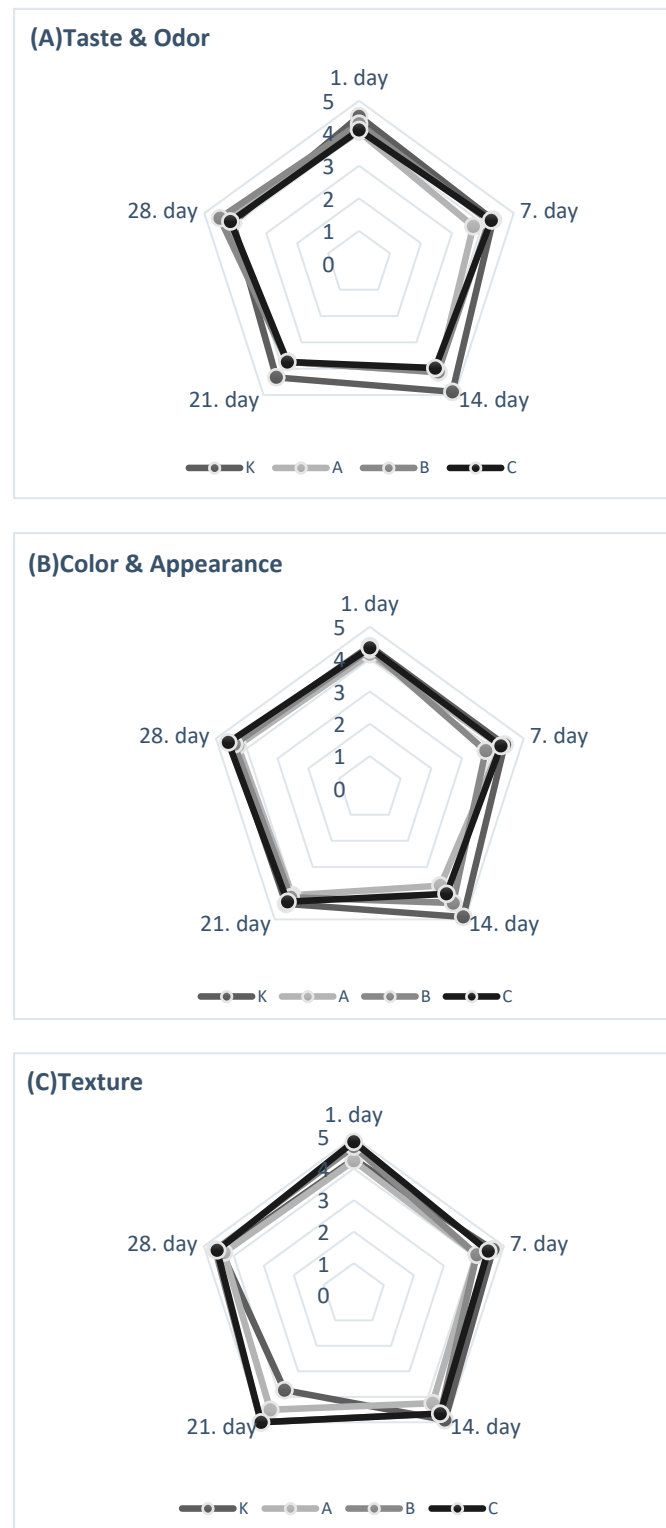 (A)Taste & Odor
1. day
5
4
3
2
1
0
7. day
28. day
21. day
14. day
K A B C
(B)Color & Appearance
1. day
5
4
3
2
1
0
7. day
28. day
21. day
14. day
K A B C
(C)Texture
1. day
5
4
3
2
1
0
7. day
28. day
21. day
14. day
K A B C